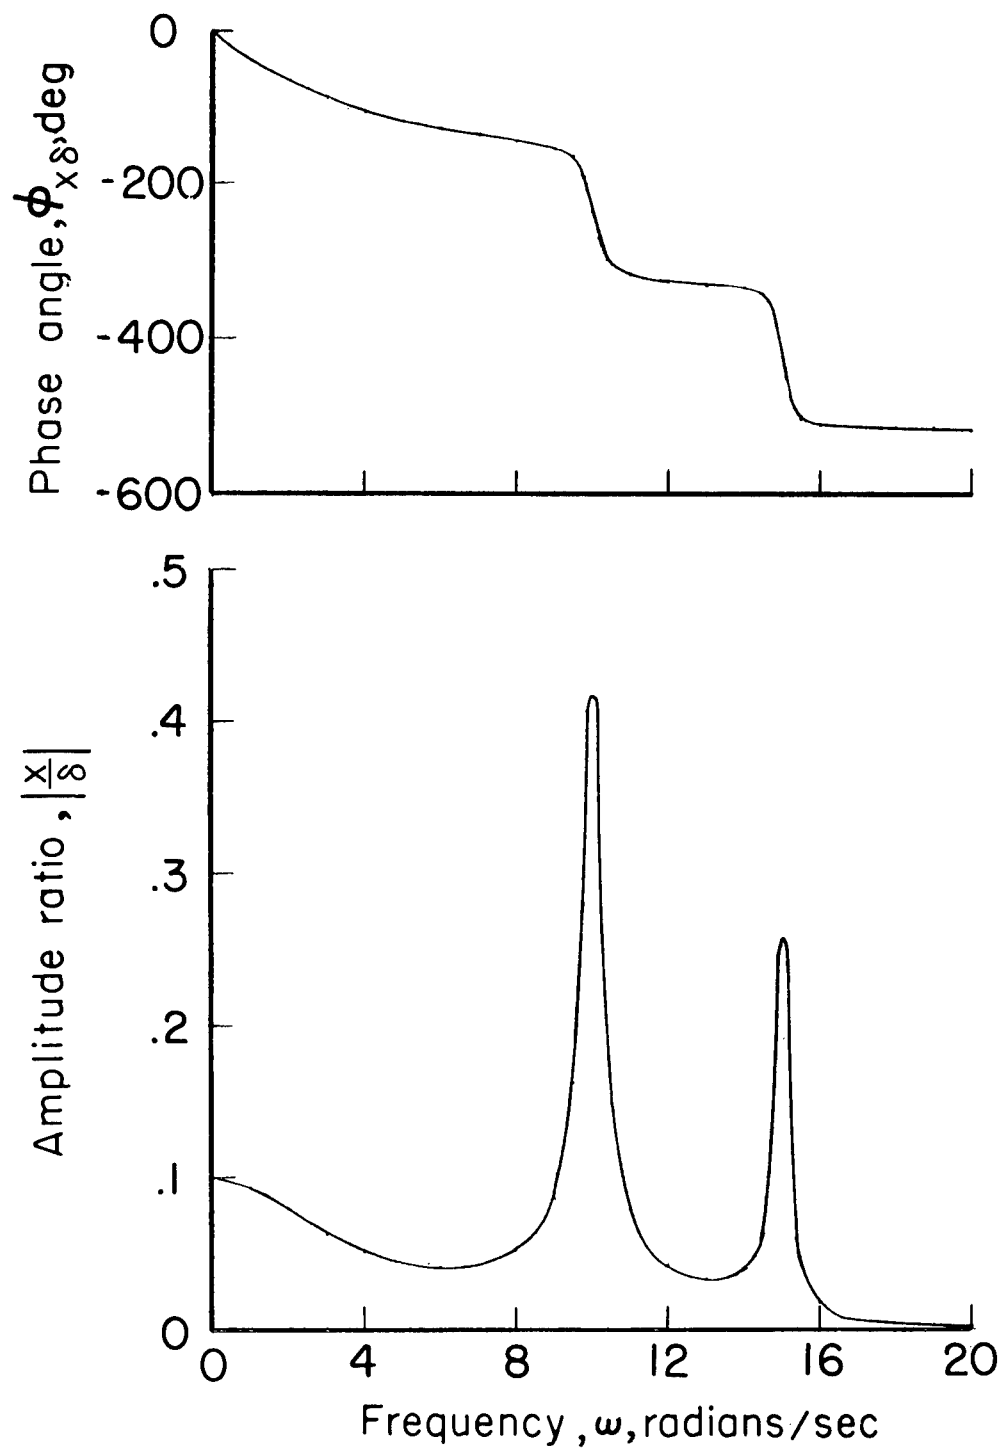 Phase angle, ϕxδ, deg
0
-200
-400
-600
Amplitude ratio, |x/δ|
.5
.4
.3
.2
.1
0
0 4 8 12 16 20
Frequency, ω, radians/sec